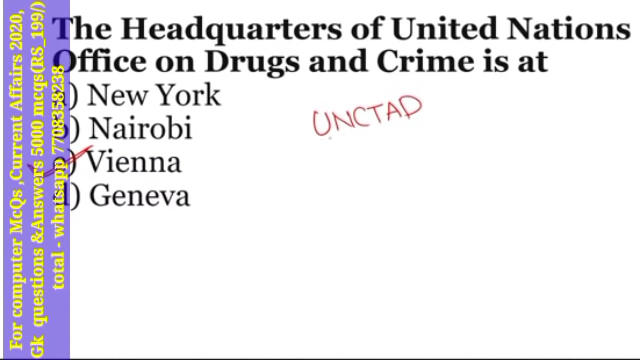 The Headquarters of United Nations
Office on Drugs and Crime is at
a) New York
b) Nairobi
c) Vienna
d) Geneva
UNCTAD
For computer McQs ,Current Affairs 2020,
Gk questions &Answers 5000 mcqs(RS_199/)
total - whatsapp 7708358238